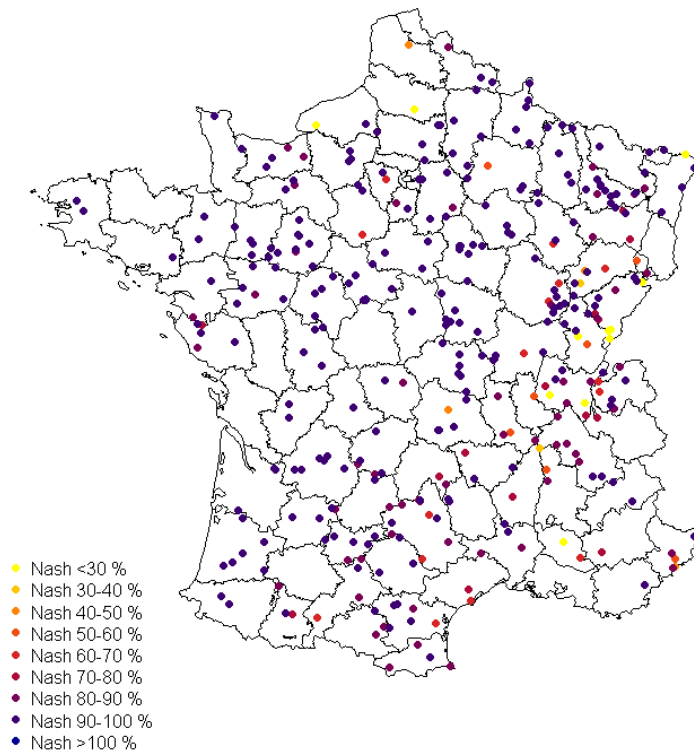 Nash <30 %
Nash 30-40 %
Nash 40-50 %
Nash 50-60 %
Nash 60-70 %
Nash 70-80 %
Nash 80-90 %
Nash 90-100 %
Nash >100 %